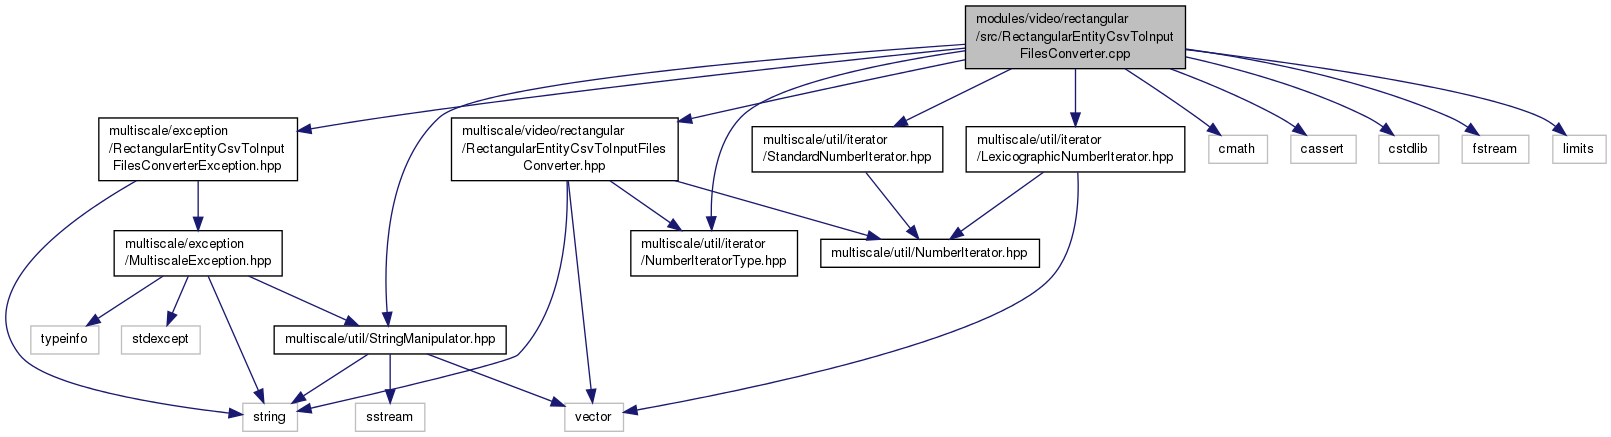 modules/video/rectangular
/src/RectangularEntityCsvToInput
FilesConverter.cpp
multiscale/exception
/RectangularEntityCsvToInput
FilesConverterException.hpp
multiscale/video/rectangular
/RectangularEntityCsvToInputFiles
Converter.hpp
multiscale/util/iterator
/StandardNumberIterator.hpp
multiscale/util/iterator
/LexicographicNumberIterator.hpp
cmath
cassert
cstdlib
fstream
limits
multiscale/exception
/MultiscaleException.hpp
multiscale/util/iterator
/NumberIteratorType.hpp
multiscale/util/NumberIterator.hpp
typeinfo
stdexcept
multiscale/util/StringManipulator.hpp
string
sstream
vector